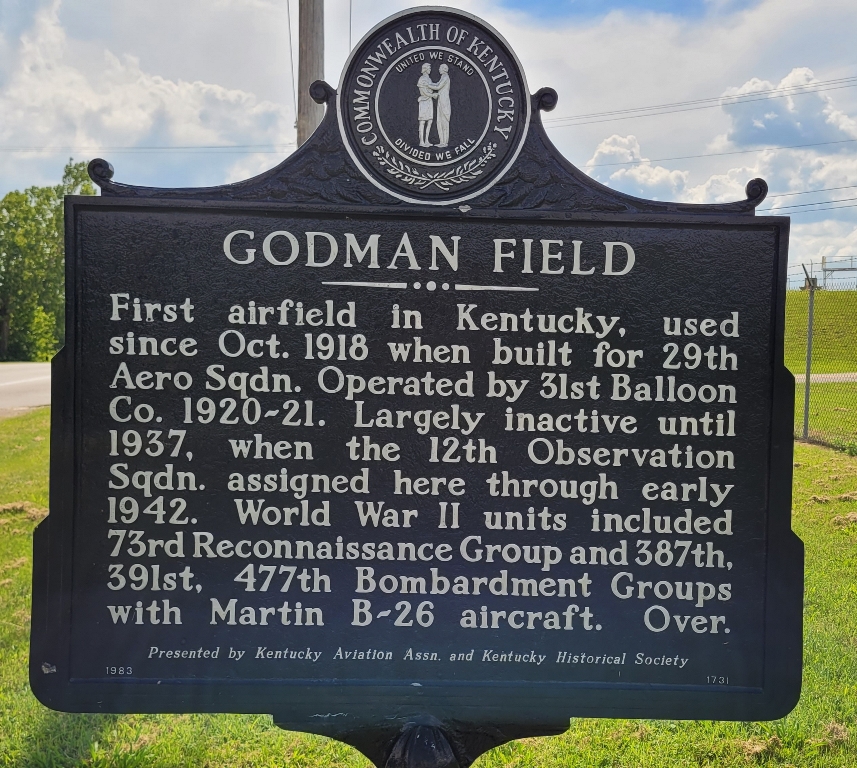 COMMONWEALTH OF KENTUCKY
UNITED WE STAND
DIVIDED WE FALL
GODMAN FIELD
First airfield in Kentucky, used
since Oct. 1918 when built for 29th
Aero Sqdn. Operated by 31st Balloon
Co. 1920-21. Largely inactive until
1937, when the 12th Observation
Sqdn. assigned here through early
1942. World War II units included
73rd Reconnaissance Group and 387th,
391st, 477th Bombardment Groups
with Martin B-26 aircraft. Over.
Presented by Kentucky Aviation Assn. and Kentucky Historical Society
1983
1731